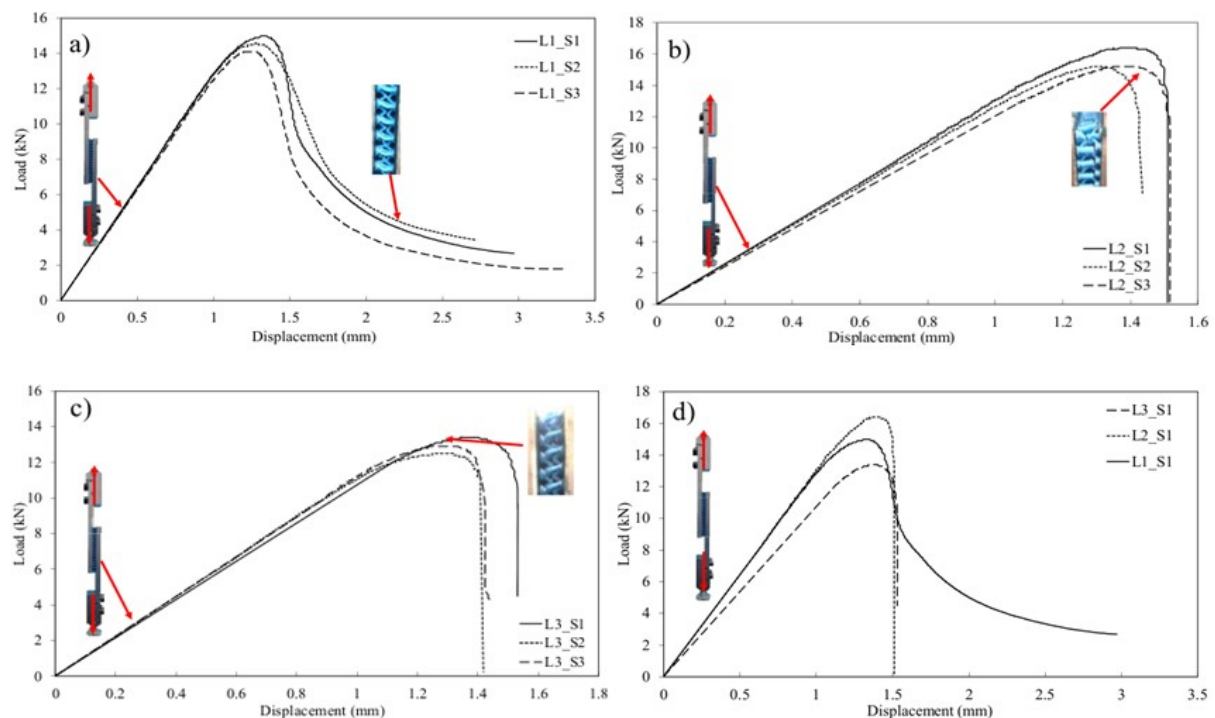 a)
16
14
12
10
8
6
4
2
0
Load (kN)
0 0.5 1 1.5 2 2.5 3 3.5
Displacement (mm)
L1_S1
L1_S2
L1_S3
b)
18
16
14
12
10
8
6
4
2
0
Load (kN)
0 0.2 0.4 0.6 0.8 1 1.2 1.4 1.6
Displacement (mm)
L2_S1
L2_S2
L2_S3
c)
16
14
12
10
8
6
4
2
0
Load (kN)
0 0.2 0.4 0.6 0.8 1 1.2 1.4 1.6 1.8
Displacement (mm)
L3_S1
L3_S2
L3_S3
d)
18
16
14
12
10
8
6
4
2
0
Load (kN)
0 0.5 1 1.5 2 2.5 3 3.5
Displacement (mm)
L3_S1
L2_S1
L1_S1